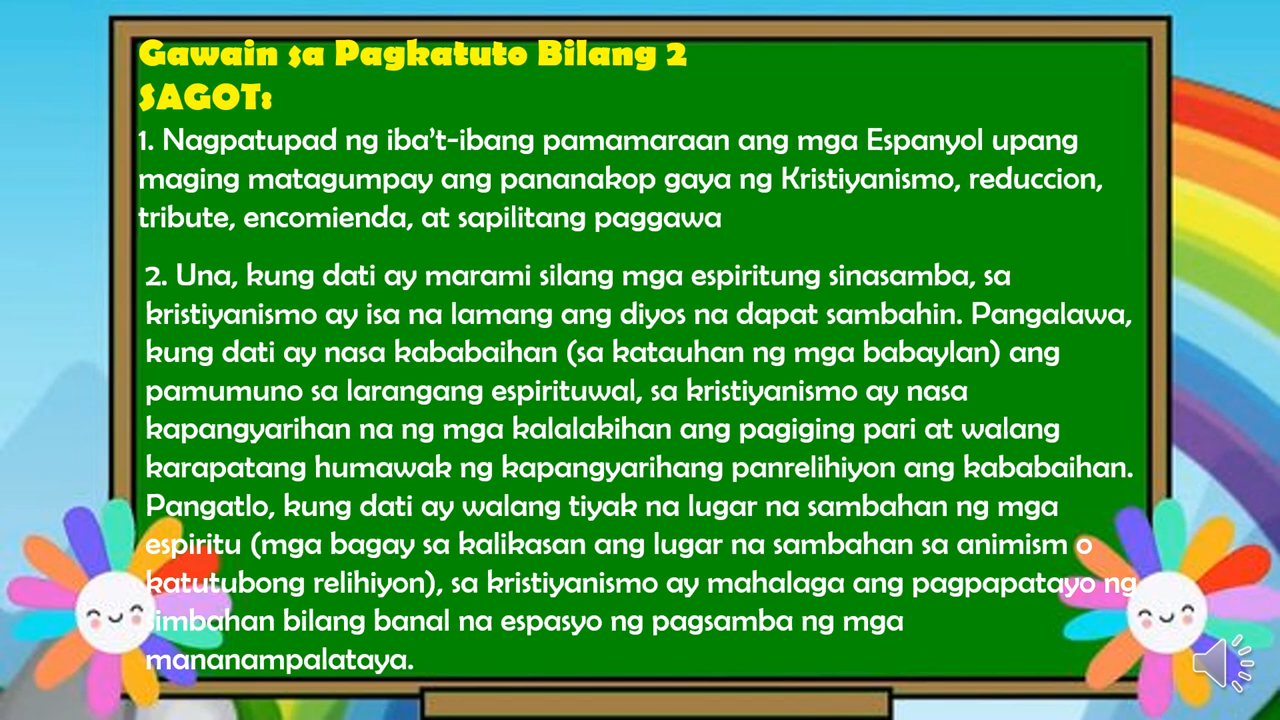 Gawain sa Pagkatuto Bilang 2
SAGOT:
1. Nagpatupad ng iba't-ibang pamamaraan ang mga Espanyol upang
maging matagumpay ang pananakop gaya ng Kristiyanismo, reduccion,
tribute, encomienda, at sapilitang paggawa
2. Una, kung dati ay marami silang mga espiritung sinasamba, sa
kristiyanismo ay isa na lamang ang diyos na dapat sambahin. Pangalawa,
kung dati ay nasa kababaihan (sa katauhan ng mga babaylan) ang
pamumuno sa larangang espirituwal, sa kristiyanismo ay nasa
kapangyarihan na ng mga kalalakihan ang pagiging pari at walang
karapatang humawak ng kapangyarihang panrelihiyon ang kababaihan.
Pangatlo, kung dati ay walang tiyak na lugar na sambahan ng mga
espiritu (mga bagay sa kalikasan ang lugar na sambahan sa animism o
katutubong relihiyon), sa kristiyanismo ay mahalaga ang pagpapatayo ng
simbahan bilang banal na espasyo ng pagsamba ng mga
mananampalataya.